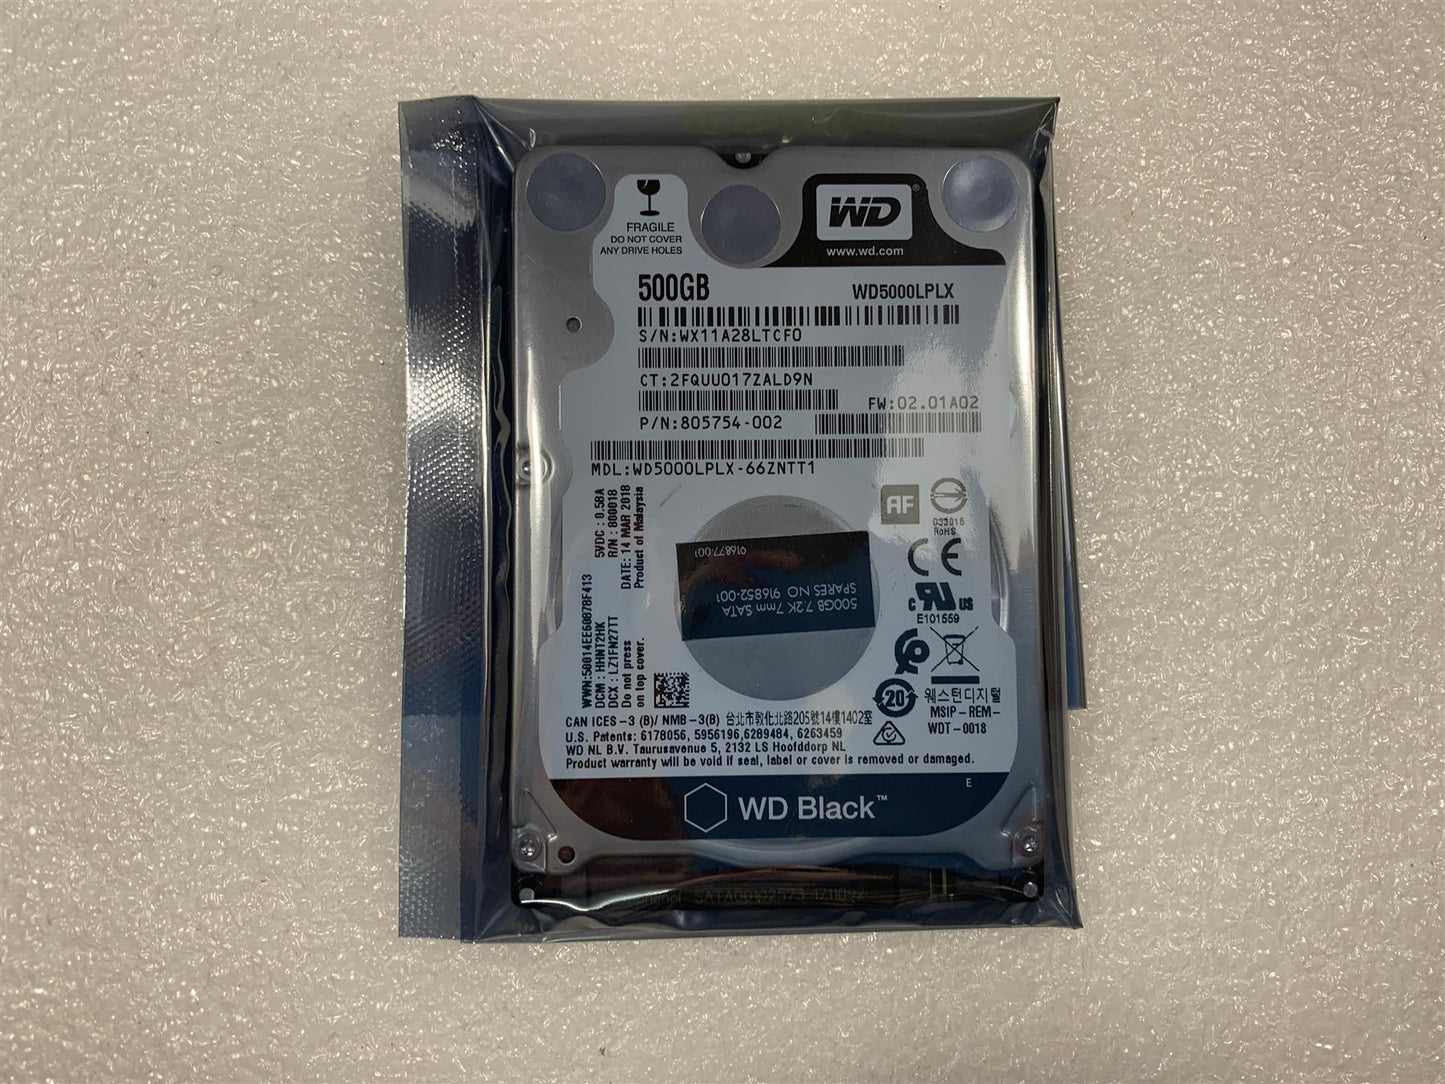 FRAGILE
DO NOT COVER
ANY DRIVE HOLES
WD®
www.wd.com
500GB
WD5000LPLX
S/N:WX11A28LTCF0
CT:2FQUU017ZALD9N
FW:02.01A02
P/N:805754-002
MDL:WD5000LPLX-66ZNTT1
WWN:50014EE60878F413
DCM : HHNT2HK
DCX : LZ1FN27TT
Do not press
on top cover.
5VDC : 0.58A
R/N : 800018
DATE: 14 MAR 2018
Product of Malaysia
500GB 7.2K 7mm SATA
SPARES NO 916852-001
916877-001
AF
D33015
RoHS
CE
c RU US
E101559
20
웨스턴디지털
MSIP-REM-
WDT-0018
CAN ICES-3 (B)/ NMB-3(B) 台北市敦化北路205號14樓1402室
U.S. Patents: 6178056, 5956196,6289484, 6263459
WD NL B.V. Taurusavenue 5, 2132 LS Hoofddorp NL
Product warranty will be void if seal, label or cover is removed or damaged.
E
WD Black™